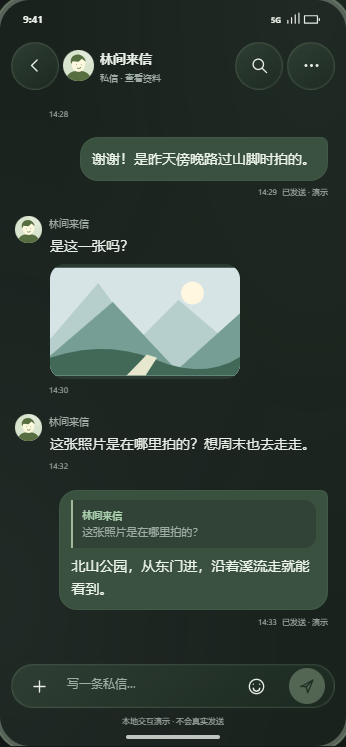 9:41
5G
林间来信
私信 · 查看资料
14:28
谢谢！是昨天傍晚路过山脚时拍的。
14:29 已发送 · 演示
林间来信
是这一张吗？
14:30
林间来信
这张照片是在哪里拍的？想周末也去走走。
14:32
林间来信
这张照片是在哪里拍的？
北山公园，从东门进，沿着溪流走就能
看到。
14:33 已发送 · 演示
写一条私信...
本地交互演示 · 不会真实发送